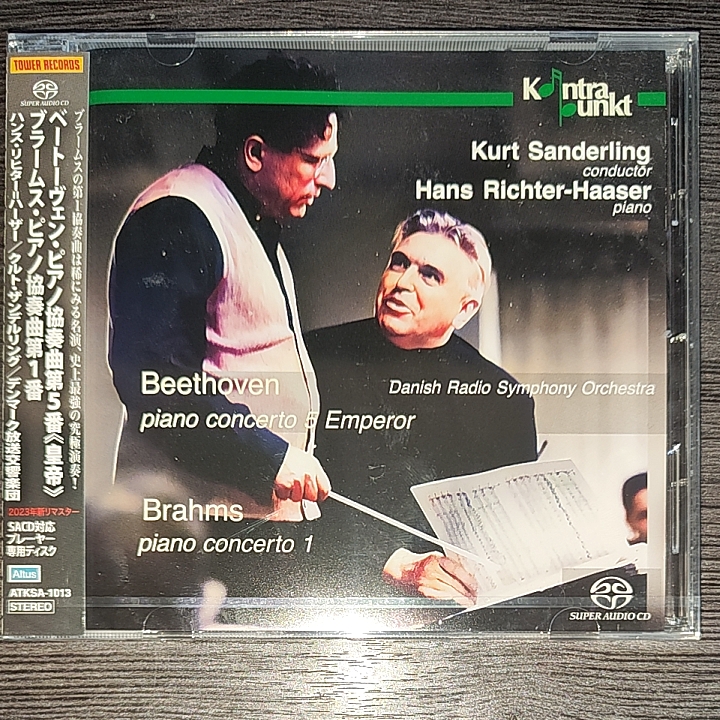 TOWER RECORDS
SUPER AUDIO CD
ブラームスの第1協奏曲は稀にみる名演、史上最強の究極演奏!
ベートーヴェン・ピアノ協奏曲第5番《皇帝》
ブラームス・ピアノ協奏曲第1番
ハンス・リヒターハーザー/クルト・ザンデルリング/デンマーク放送交響楽団
2023年新リマスター
SACD対応
プレーヤー
専用ディスク
Altus
ATKSA-1013
STEREO
Kontra
punkt
Kurt Sanderling
conductor
Hans Richter-Haaser
piano
Beethoven
Danish Radio Symphony Orchestra
piano concerto 5 Emperor
Brahms
piano concerto 1
SUPER AUDIO CD